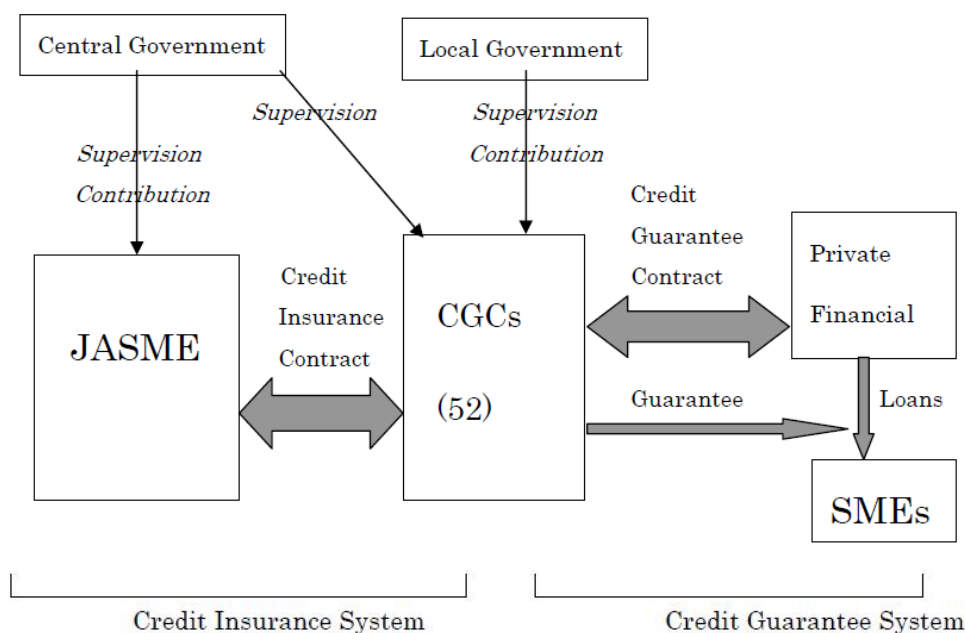 Central Government
Local Government
Supervision
Supervision
Contribution
Supervision
Contribution
Credit
Guarantee
Contract
Private
Financial
Credit
Insurance
Contract
JASME
CGCs
(52)
Guarantee
Loans
SMEs
Credit Insurance System
Credit Guarantee System